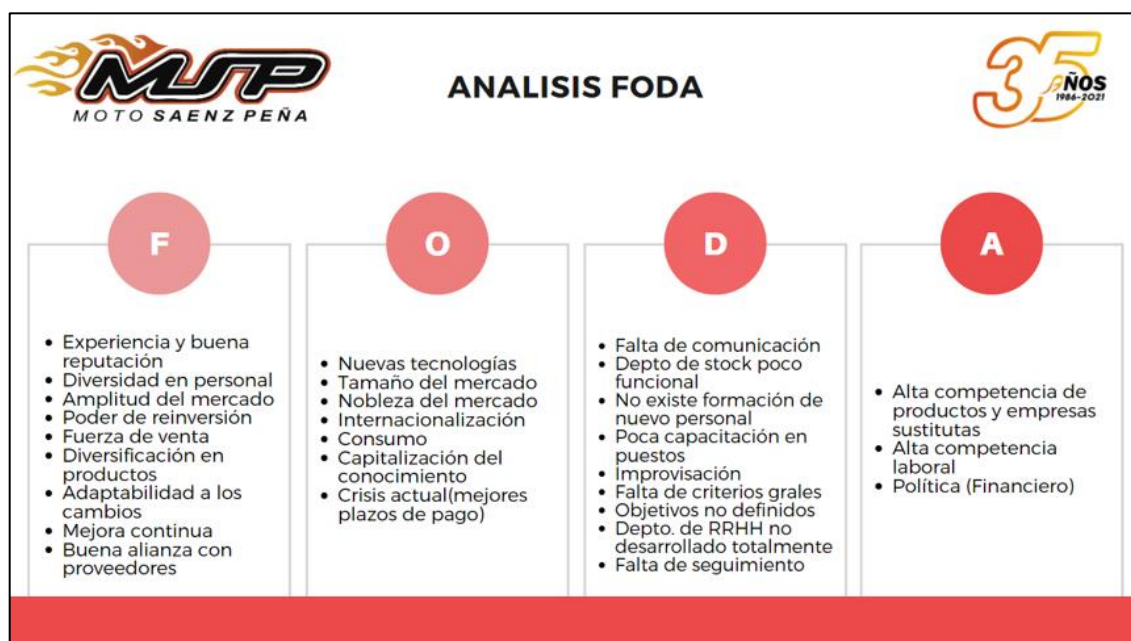 MSP
MOTO SAENZ PEÑA
ANALISIS FODA
35 AÑOS
1986-2021
F
• Experiencia y buena
reputación
• Diversidad en personal
• Amplitud del mercado
• Poder de reinversión
• Fuerza de venta
• Diversificación en
productos
• Adaptabilidad a los
cambios
• Mejora continua
• Buena alianza con
proveedores
O
• Nuevas tecnologías
• Tamaño del mercado
• Nobleza del mercado
• Internacionalización
• Consumo
• Capitalización del
conocimiento
• Crisis actual(mejores
plazos de pago)
D
• Falta de comunicación
• Depto de stock poco
funcional
• No existe formación de
nuevo personal
• Poca capacitación en
puestos
• Improvisación
• Falta de criterios grales
• Objetivos no definidos
• Depto. de RRHH no
desarrollado totalmente
• Falta de seguimiento
A
• Alta competencia de
productos y empresas
sustitutas
• Alta competencia
laboral
• Política (Financiero)